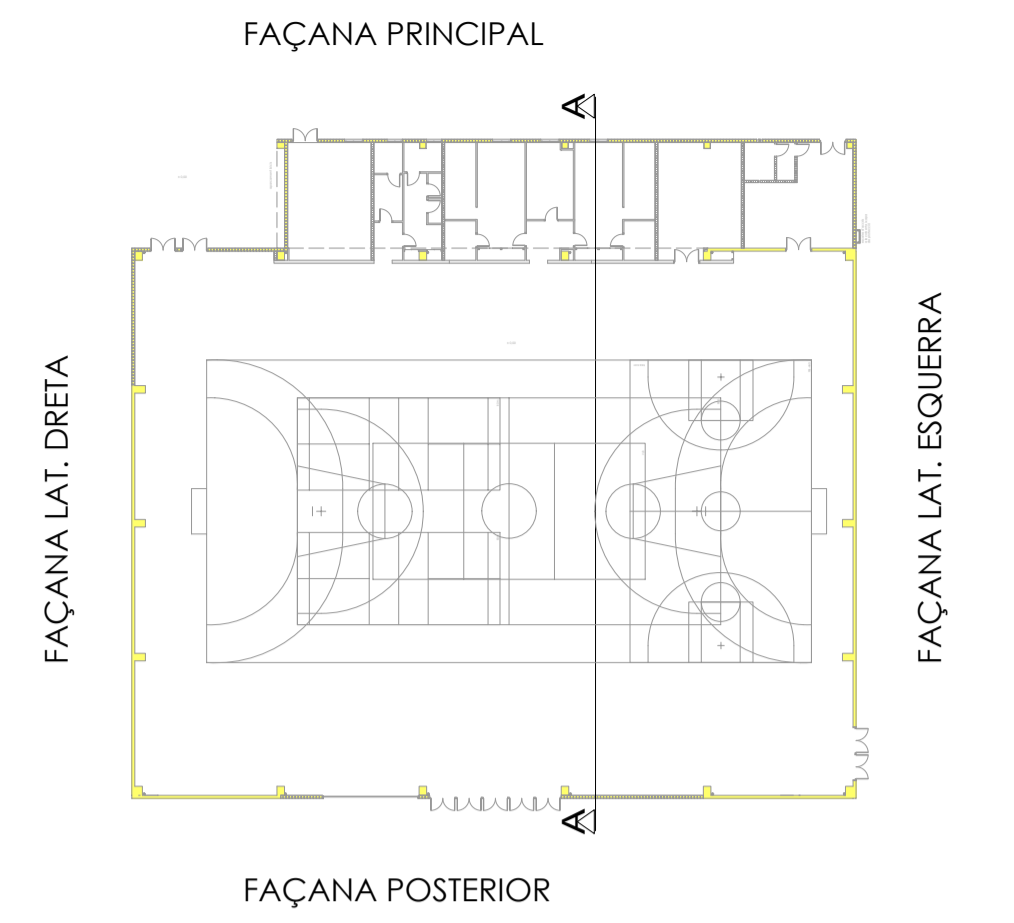 FAÇANA PRINCIPAL
A
FAÇANA LAT. DRETA
FAÇANA LAT. ESQUERRA
A
FAÇANA POSTERIOR